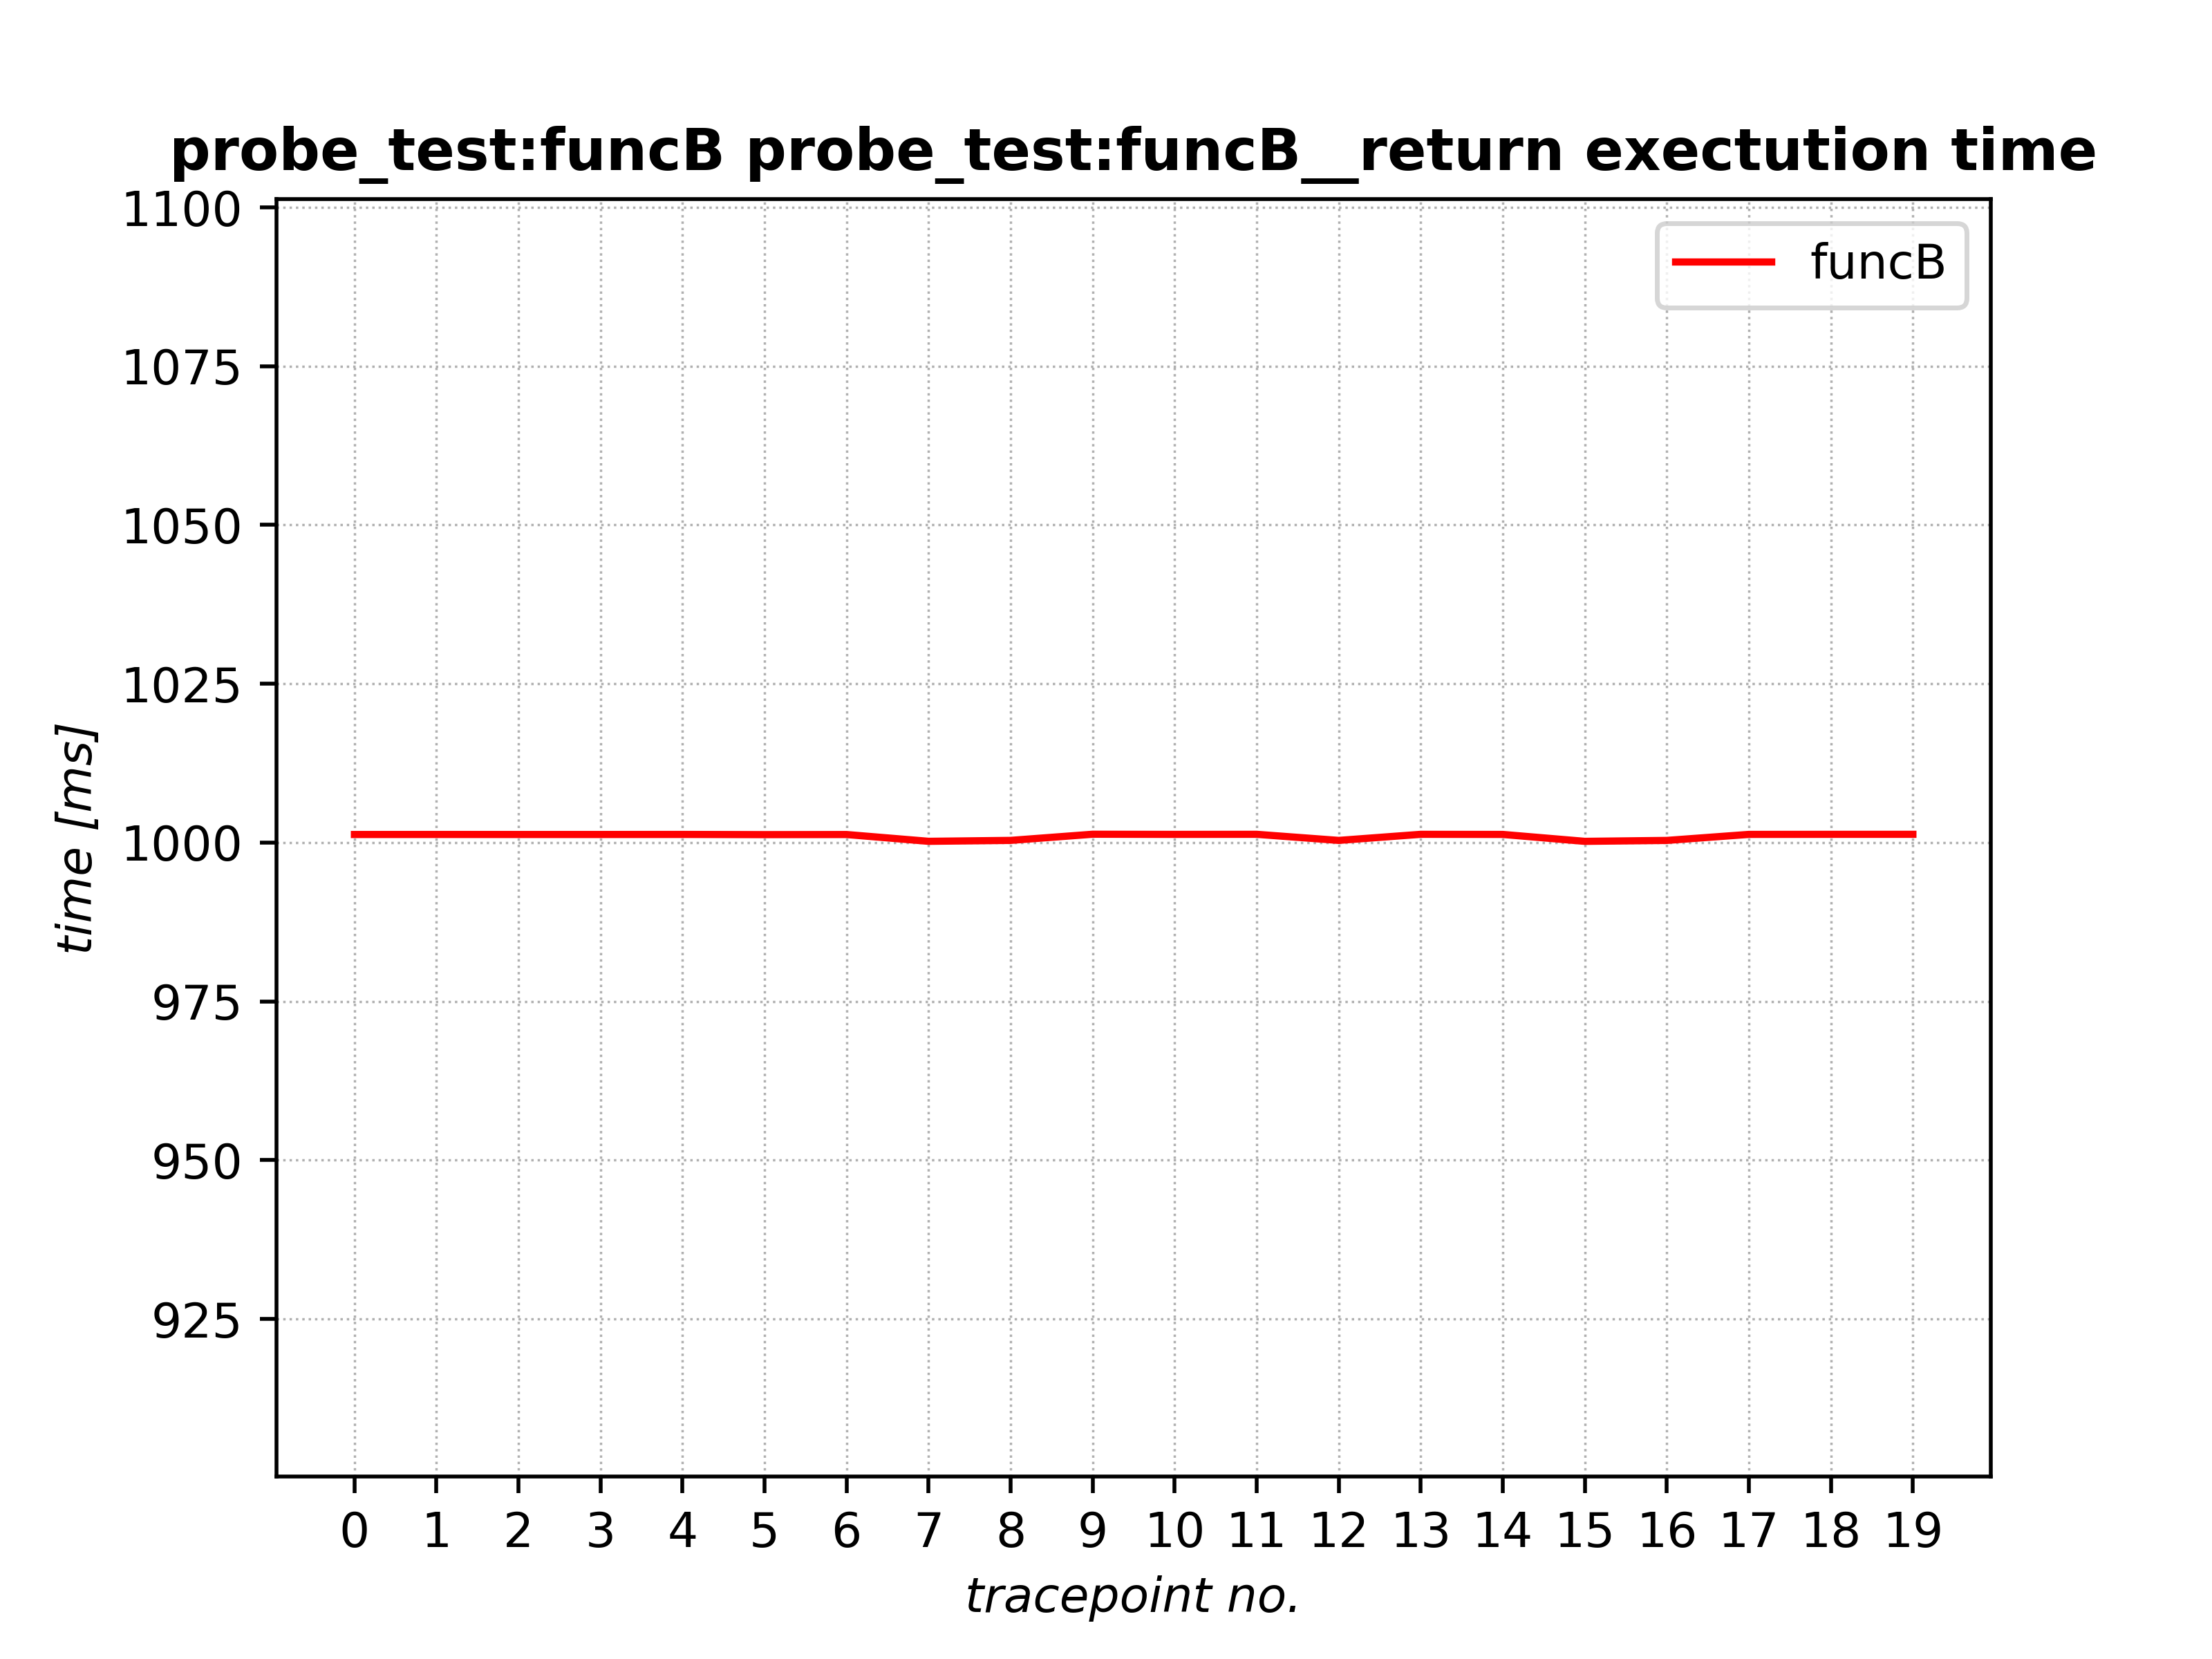 probe_test:funcB probe_test:funcB__return exectution time
1100
1075
1050
1025
1000
975
950
925
time [ms]
funcB
0 1 2 3 4 5 6 7 8 9 10 11 12 13 14 15 16 17 18 19
tracepoint no.